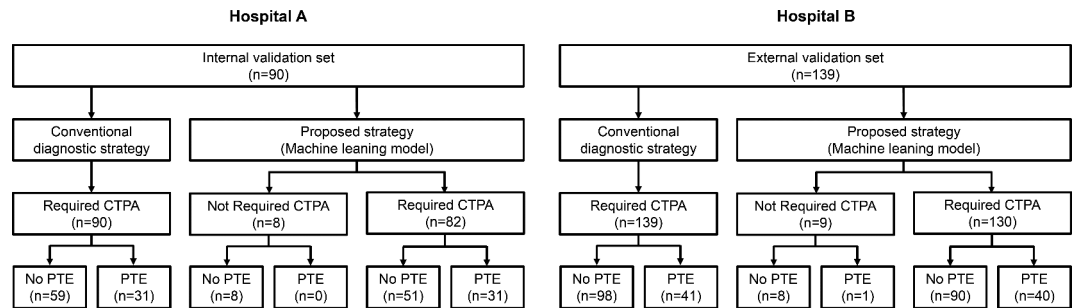 Hospital A
Internal validation set
(n=90)
Conventional
diagnostic strategy
Proposed strategy
(Machine leaning model)
Required CTPA
(n=90)
Not Required CTPA
(n=8)
Required CTPA
(n=82)
No PTE
(n=59)
PTE
(n=31)
No PTE
(n=8)
PTE
(n=0)
No PTE
(n=51)
PTE
(n=31)
Hospital B
External validation set
(n=139)
Conventional
diagnostic strategy
Proposed strategy
(Machine leaning model)
Required CTPA
(n=139)
Not Required CTPA
(n=9)
Required CTPA
(n=130)
No PTE
(n=98)
PTE
(n=41)
No PTE
(n=8)
PTE
(n=1)
No PTE
(n=90)
PTE
(n=40)